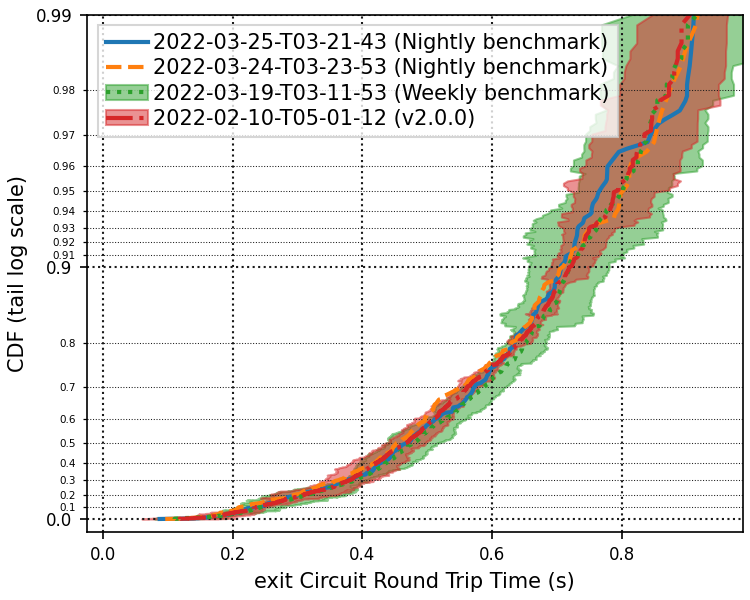 0.99
2022-03-25-T03-21-43 (Nightly benchmark)
2022-03-24-T03-23-53 (Nightly benchmark)
2022-03-19-T03-11-53 (Weekly benchmark)
2022-02-10-T05-01-12 (v2.0.0)
0.98
0.97
0.96
0.95
0.94
0.93
0.92
0.91
0.9
0.8
0.7
0.6
0.5
0.4
0.3
0.2
0.1
0.0
CDF (tail log scale)
0.0 0.2 0.4 0.6 0.8
exit Circuit Round Trip Time (s)